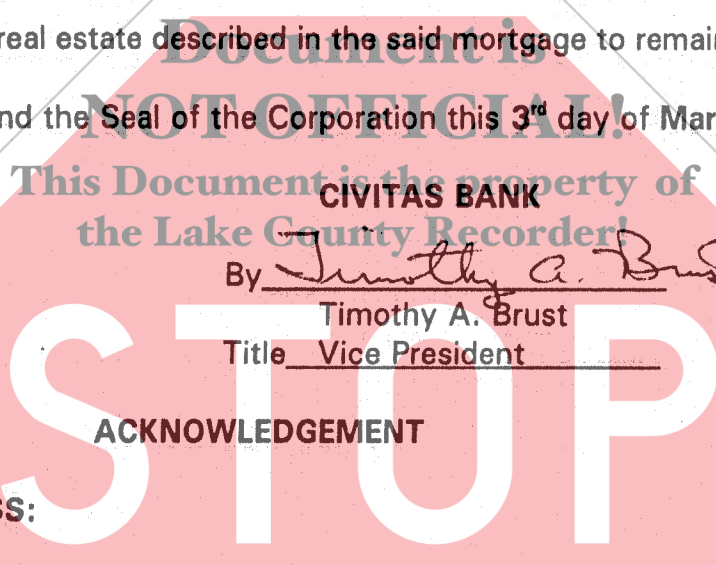 real estate described in the said mortgage to remai
Document is
NOT OFFICIAL!
nd the Seal of the Corporation this 3rd day of Mar
This Document is the property of
CIVITAS BANK
the Lake County Recorder!
By Timothy A. Brus
Timothy A. Brust
Title Vice President
STOP
ACKNOWLEDGEMENT
SS: